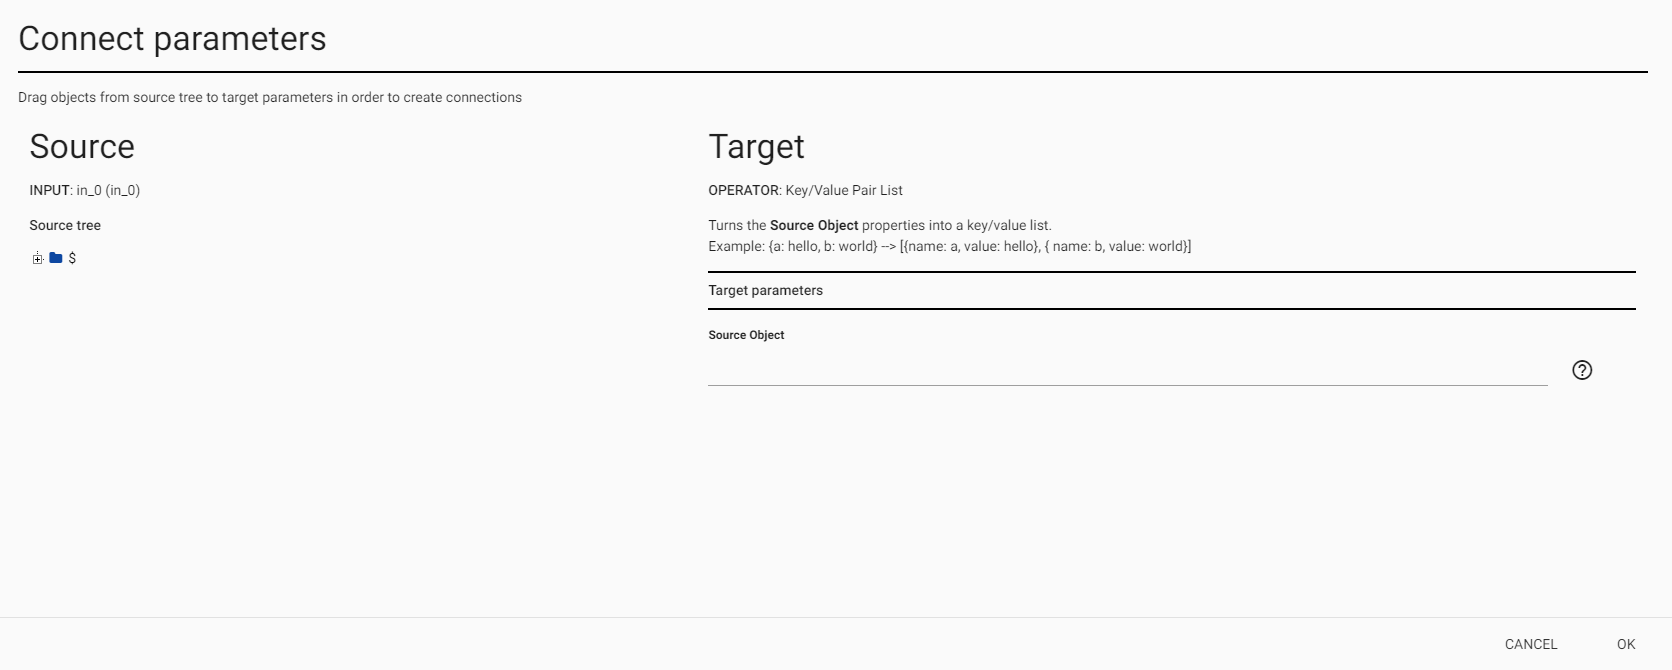 Connect parameters
Drag objects from source tree to target parameters in order to create connections
Source
INPUT: in_0 (in_0)
Source tree
$
Target
OPERATOR: Key/Value Pair List
Turns the Source Object properties into a key/value list.
Example: {a: hello, b: world} --> [{name: a, value: hello}, { name: b, value: world}]
Target parameters
Source Object
CANCEL
OK